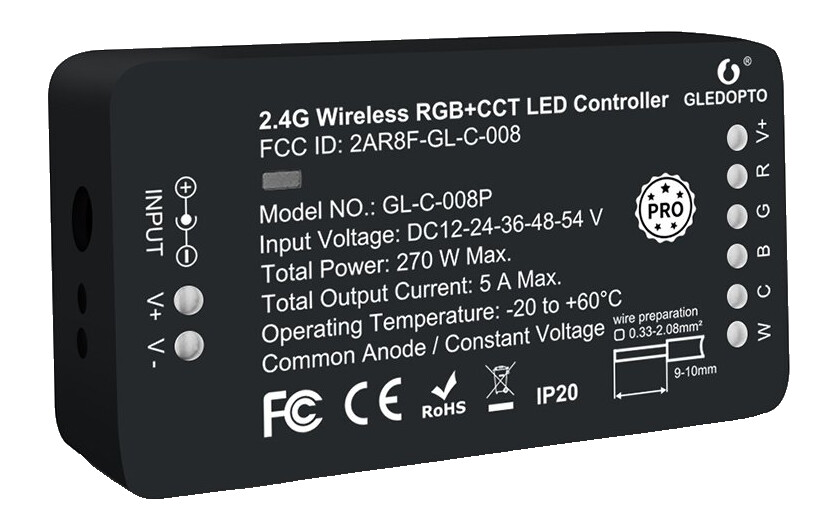 GLEDOPTO ®
2.4G Wireless RGB+CCT LED Controller
FCC ID: 2AR8F-GL-C-008
Model NO.: GL-C-008P
Input Voltage: DC12-24-36-48-54 V
Total Power: 270 W Max.
Total Output Current: 5 A Max.
Operating Temperature: -20 to +60°C
Common Anode / Constant Voltage
FC CE RoHS IP20
PRO
wire preparation
0.33-2.08mm²
9-10mm
INPUT
V+
V -
V+
R
G
B
C
W